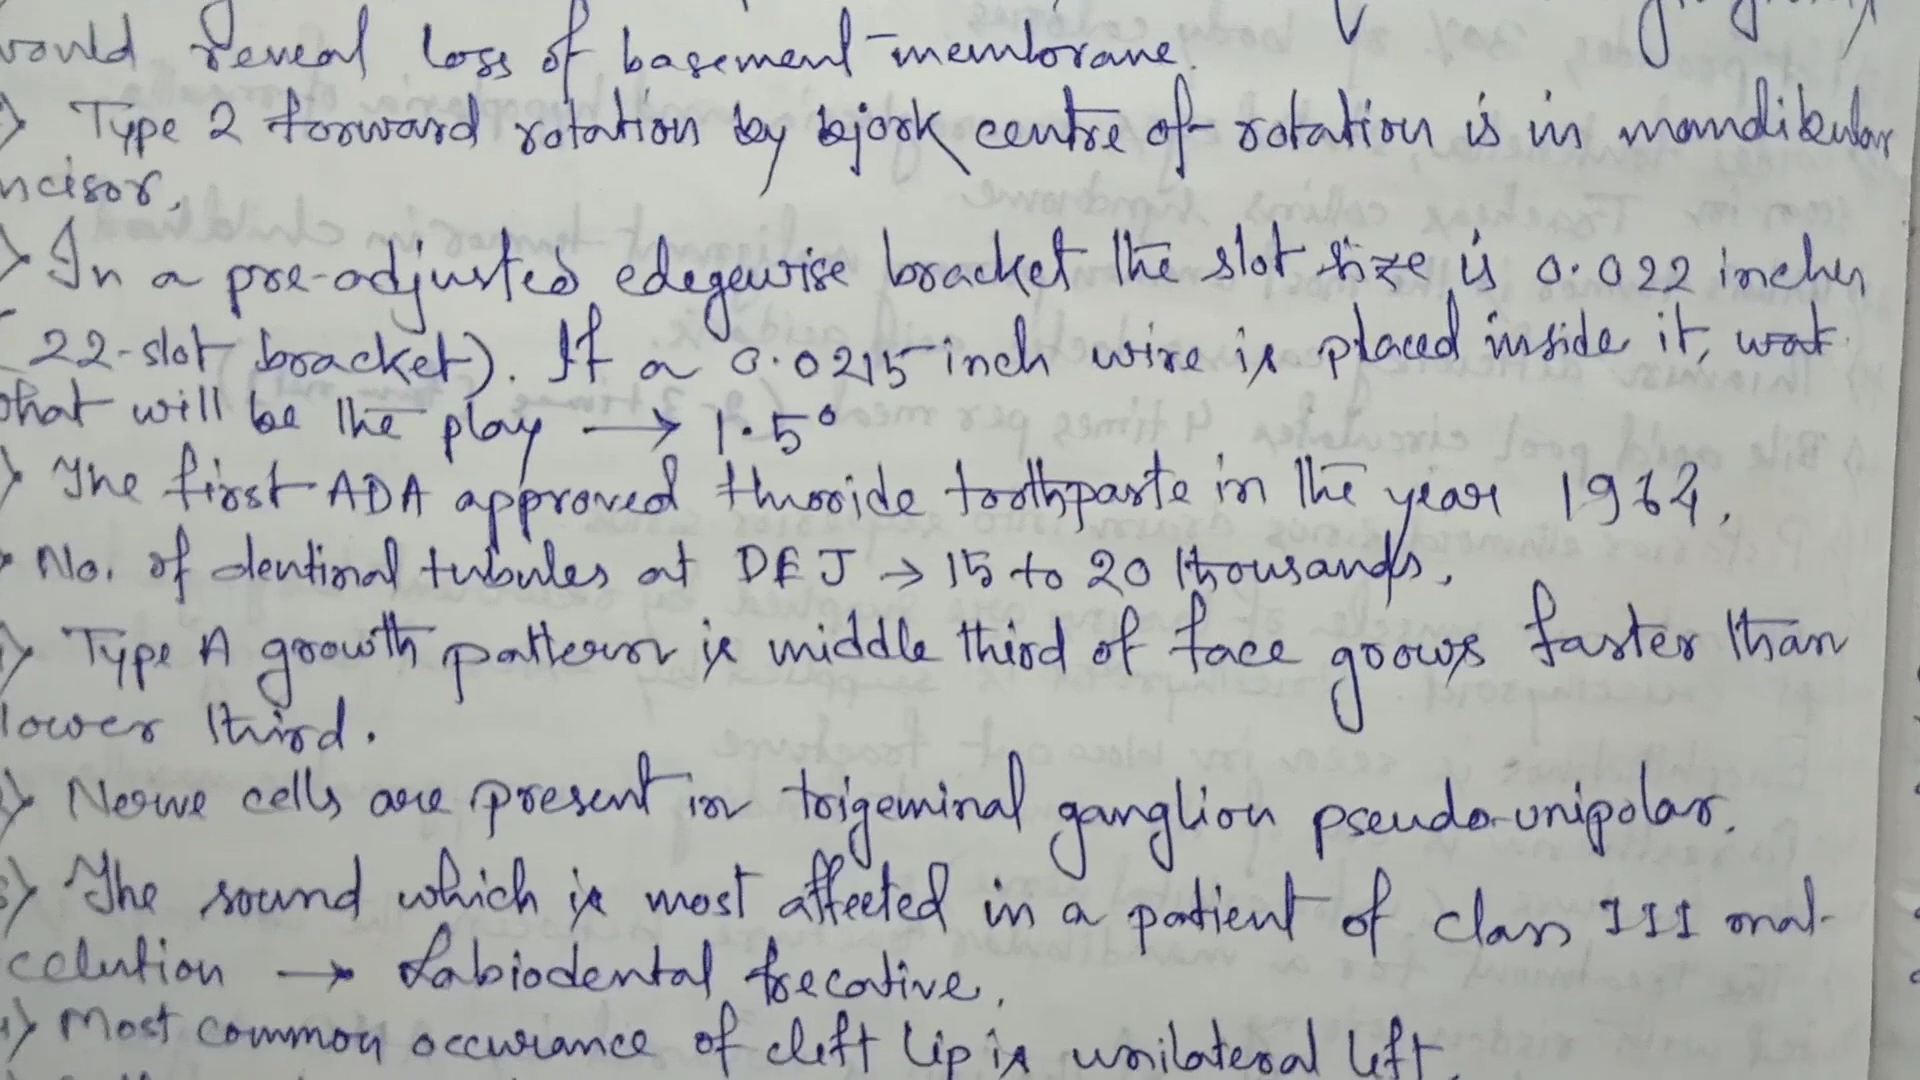 would reveal loss of basement membrane.
> Type 2 forward rotation by bjork centre of rotation is in mandibular
ncisor.
> In a pre-adjusted edegewise bracket the slot size is 0.022 inches
22-slot bracket). If a 0.0215 inch wire is placed inside it, wat
what will be the play → 1.5°
> The first ADA approved fluoride toothpaste in the year 1964.
No. of dentinal tubules at DEJ → 15 to 20 thousands.
> Type A growth pattern is middle third of face grows faster than
lower third.
> Nerve cells are present in trigeminal ganglion pseudo-unipolar.
> The sound which is most affected in a patient of class III mal-
cclution → Labiodental frecative.
> Most common occurance of cleft lip is unilateral left.